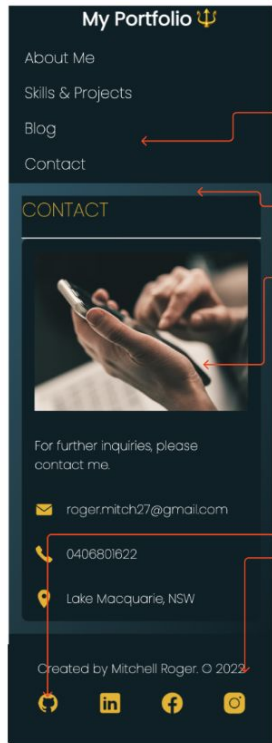 My Portfolio
About Me
Skills & Projects
Blog
Contact
CONTACT
For further inquiries, please
contact me.
roger.mitch27@gmail.com
0406801622
Lake Macquarie, NSW
Created by Mitchell Roger. © 2022
in